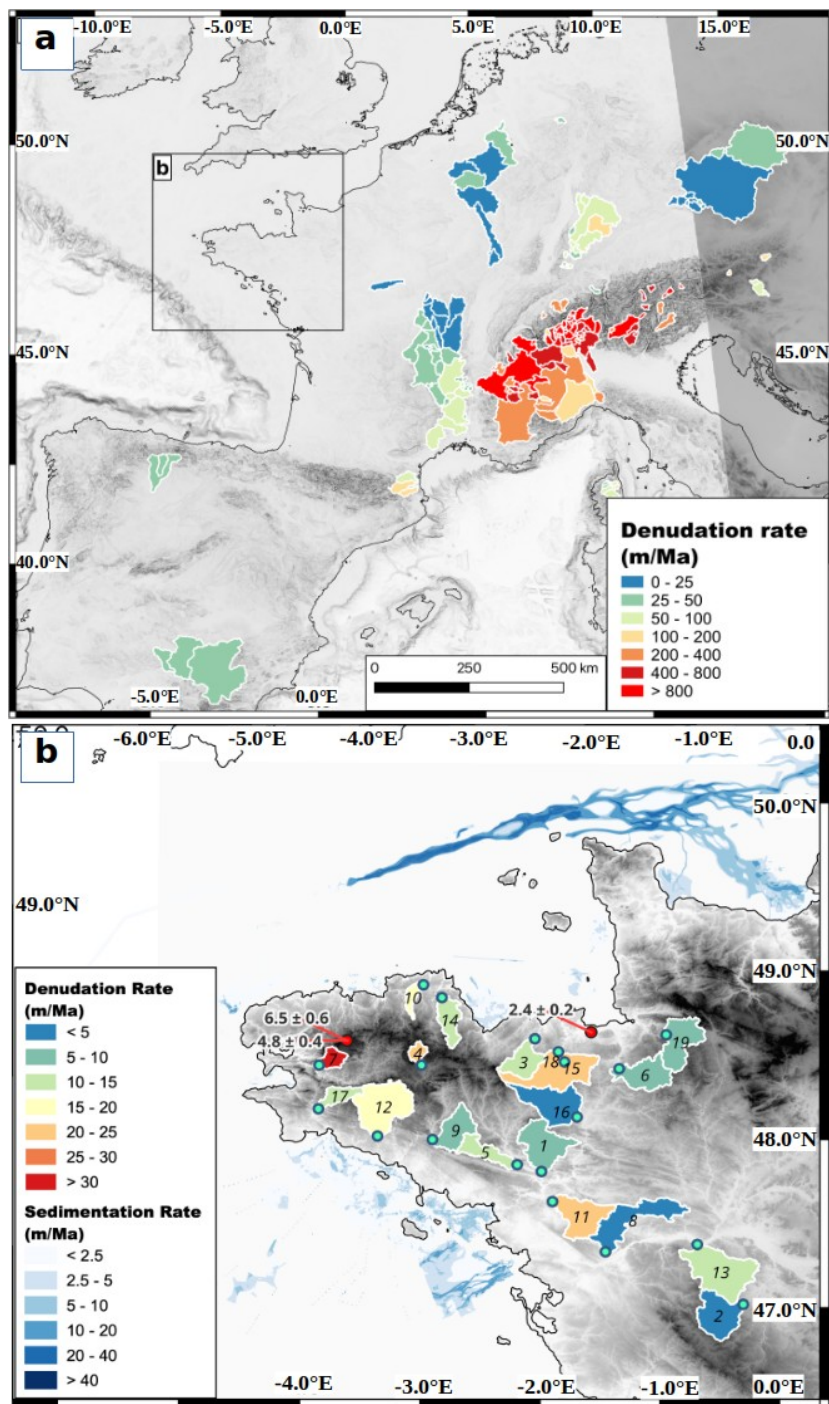 a
-10.0°E -5.0°E 0.0°E 5.0°E 10.0°E 15.0°E
50.0°N 50.0°N
b
45.0°N 45.0°N
40.0°N
Denudation rate
(m/Ma)
0 - 25
25 - 50
50 - 100
100 - 200
200 - 400
400 - 800
> 800
0 250 500 km
-5.0°E 0.0°E
b
-6.0°E -5.0°E -4.0°E -3.0°E -2.0°E -1.0°E 0.0
50.0°N
49.0°N
49.0°N
Denudation Rate
(m/Ma)
< 5
5 - 10
10 - 15
15 - 20
20 - 25
25 - 30
> 30
Sedimentation Rate
(m/Ma)
< 2.5
2.5 - 5
5 - 10
10 - 20
20 - 40
> 40
6.5 ± 0.6
4.8 ± 0.4
2.4 ± 0.2
10
14
7
4
3
18
15
19
6
17
12
16
9
5
1
48.0°N
11
8
13
2
47.0°N
-4.0°E -3.0°E -2.0°E -1.0°E 0.0°E